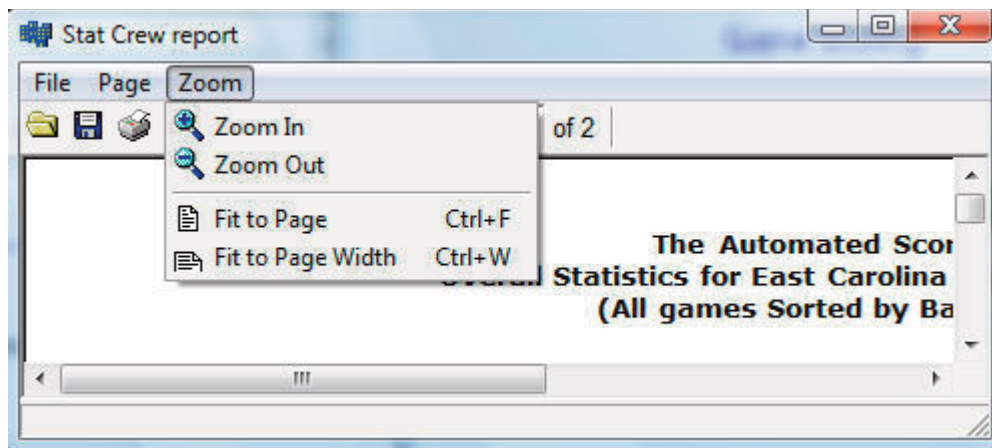 Stat Crew report
File Page Zoom
of 2
Zoom In
Zoom Out
Fit to Page Ctrl+F
Fit to Page Width Ctrl+W
The Automated Scor
Statistics for East Carolina
(All games Sorted by Ba